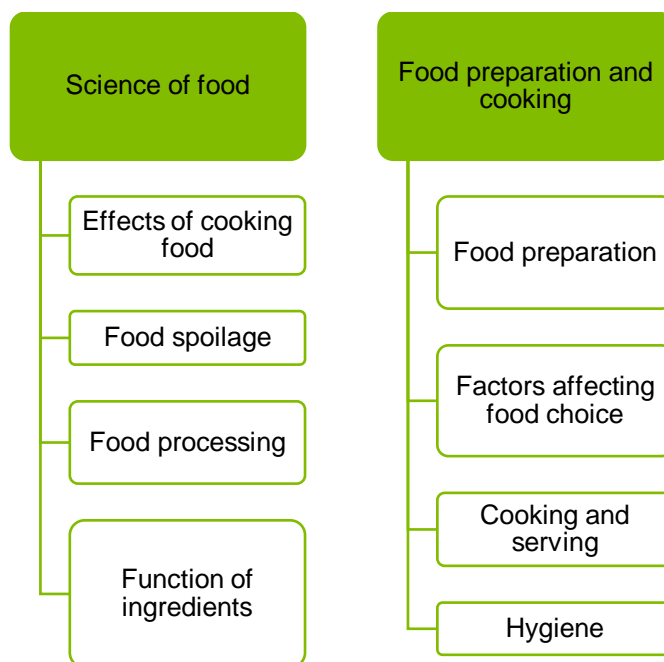 Science of food
Effects of cooking
food
Food spoilage
Food processing
Function of
ingredients
Food preparation and
cooking
Food preparation
Factors affecting
food choice
Cooking and
serving
Hygiene